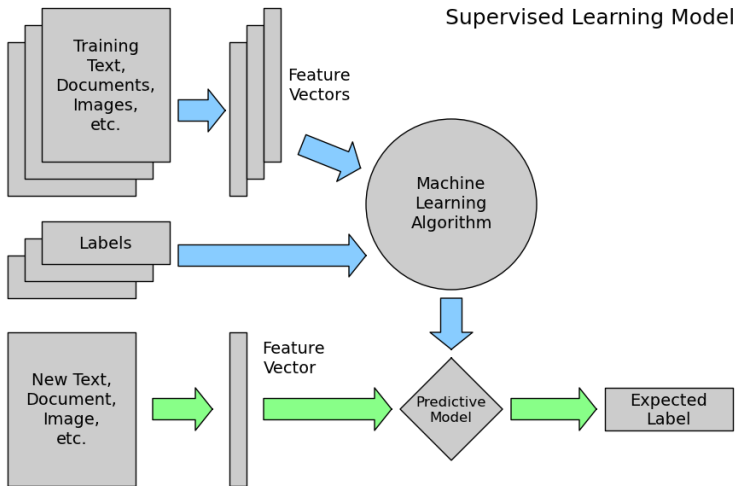 Supervised Learning Model
Training
Text,
Documents,
Images,
etc.
Feature
Vectors
Machine
Learning
Algorithm
Labels
New Text,
Document,
Image,
etc.
Feature
Vector
Predictive
Model
Expected
Label